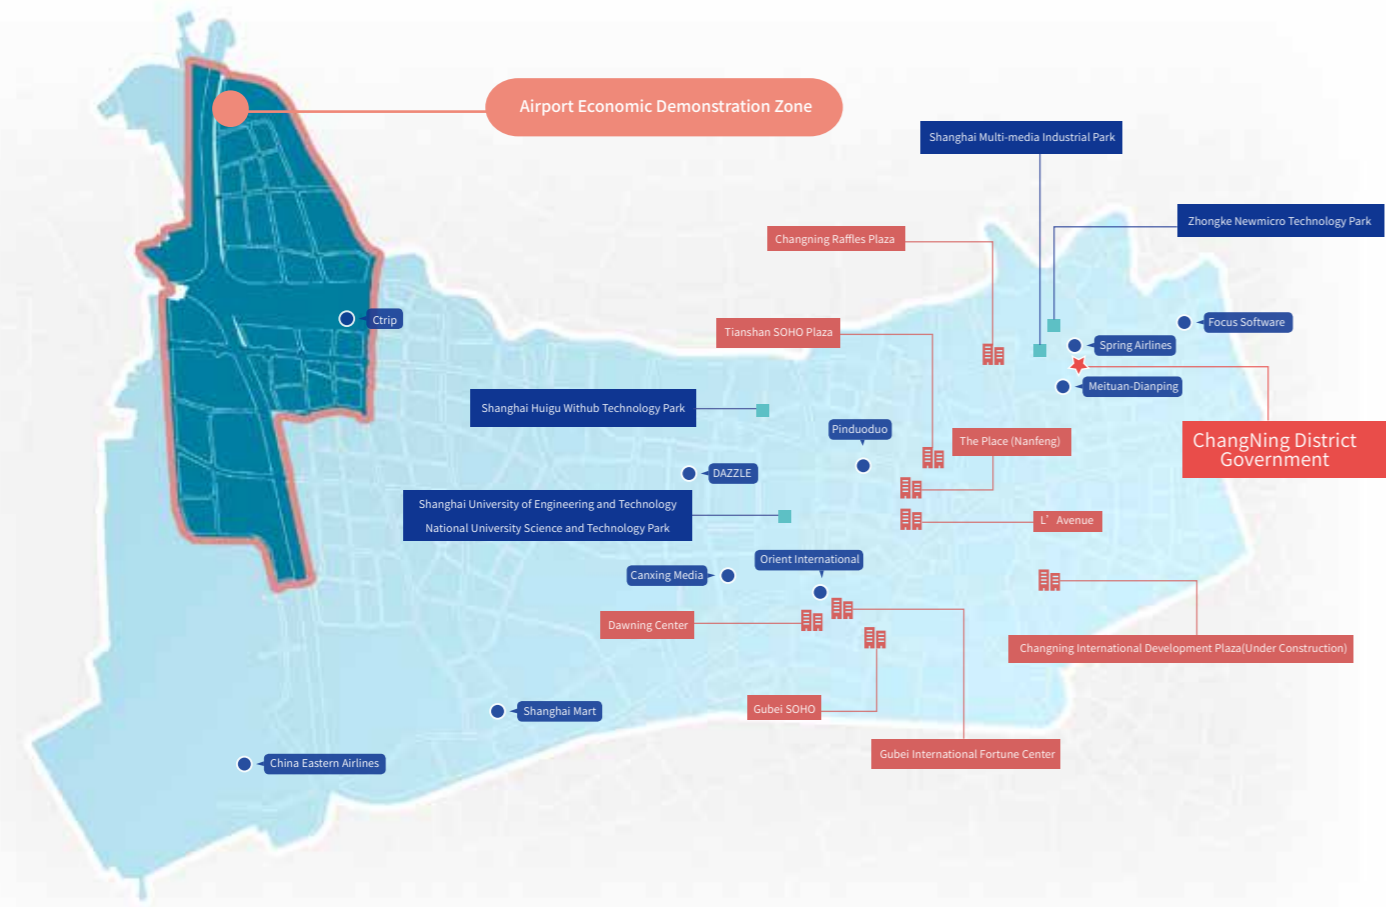 Airport Economic Demonstration Zone
Shanghai Multi-media Industrial Park
Zhongke Newmicro Technology Park
Changning Raffles Plaza
Ctrip
Tianshan SOHO Plaza
Focus Software
Spring Airlines
Meituan-Dianping
Shanghai Huigu Withub Technology Park
Pinduoduo
The Place (Nanfeng)
ChangNing District
Government
DAZZLE
Shanghai University of Engineering and Technology
National University Science and Technology Park
L' Avenue
Orient International
Canxing Media
Dawning Center
Changning International Development Plaza(Under Construction)
Shanghai Mart
Gubei SOHO
Gubei International Fortune Center
China Eastern Airlines